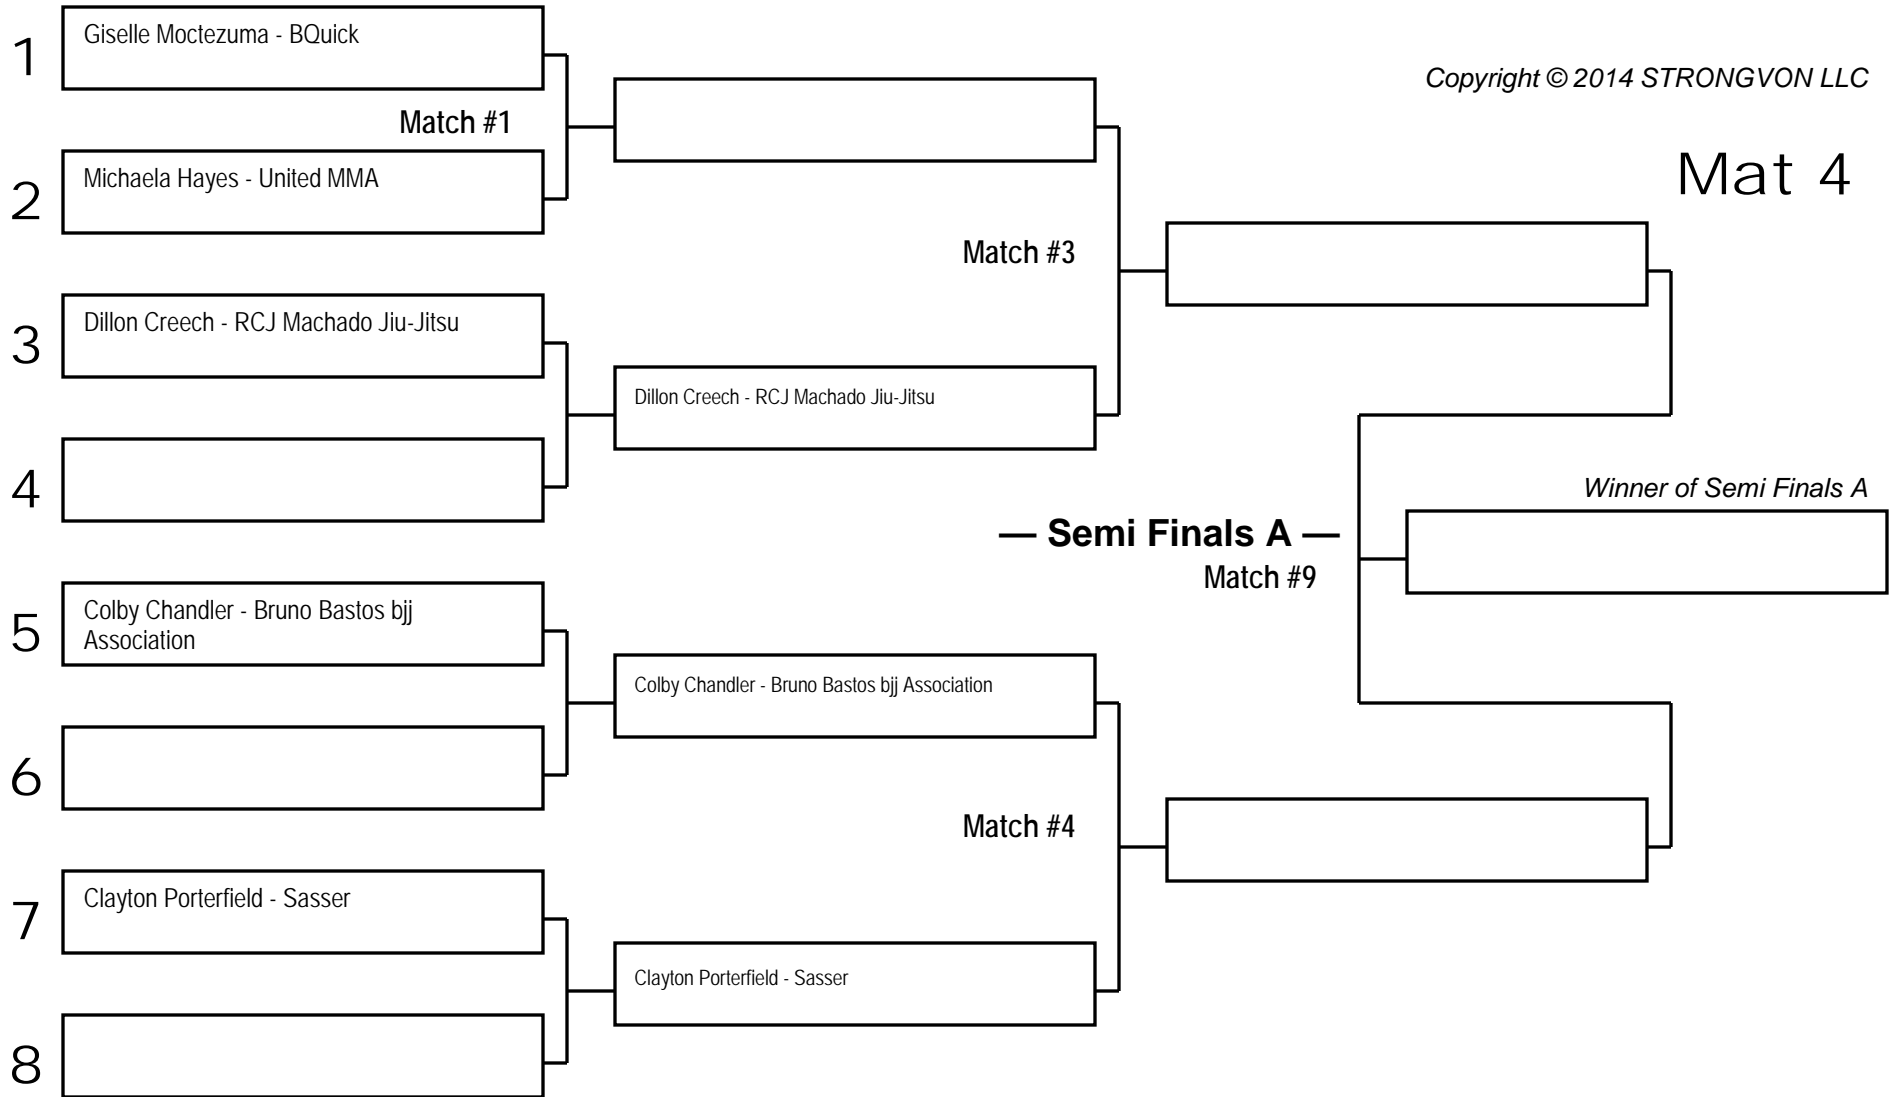 1
Giselle Moctezuma - BQuick
Copyright © 2014 STRONGVON LLC
Match #1
Mat 4
2
Michaela Hayes - United MMA
Match #3
3
Dillon Creech - RCJ Machado Jiu-Jitsu
Dillon Creech - RCJ Machado Jiu-Jitsu
4
Winner of Semi Finals A
— Semi Finals A —
Match #9
5
Colby Chandler - Bruno Bastos bjj
Association
Colby Chandler - Bruno Bastos bjj Association
6
Match #4
7
Clayton Porterfield - Sasser
Clayton Porterfield - Sasser
8